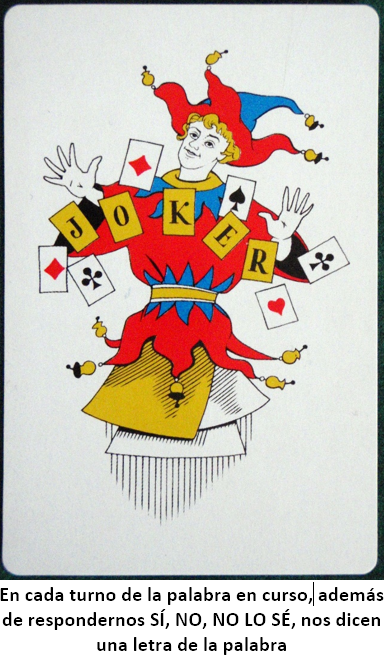 JOKER
En cada turno de la palabra en curso, además
de respondernos SÍ, NO, NO LO SÉ, nos dicen
una letra de la palabra